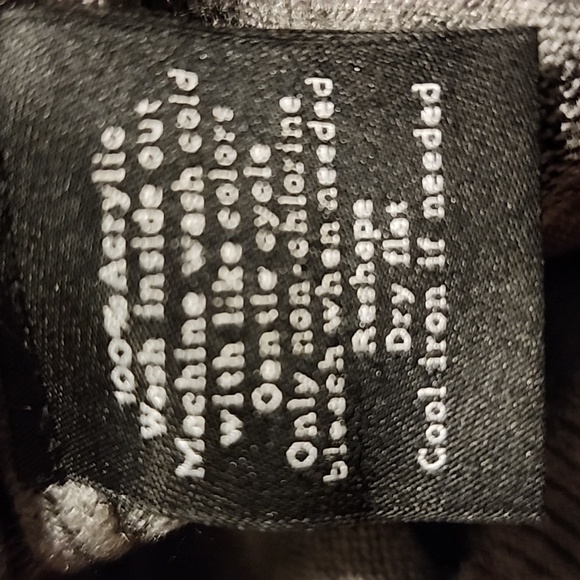 100% Acrylic
Wash inside out
Machine wash cold
with like colors
Gentle cycle
Only non-chlorine
bleach when needed
Reshape
Dry flat
Cool iron if needed